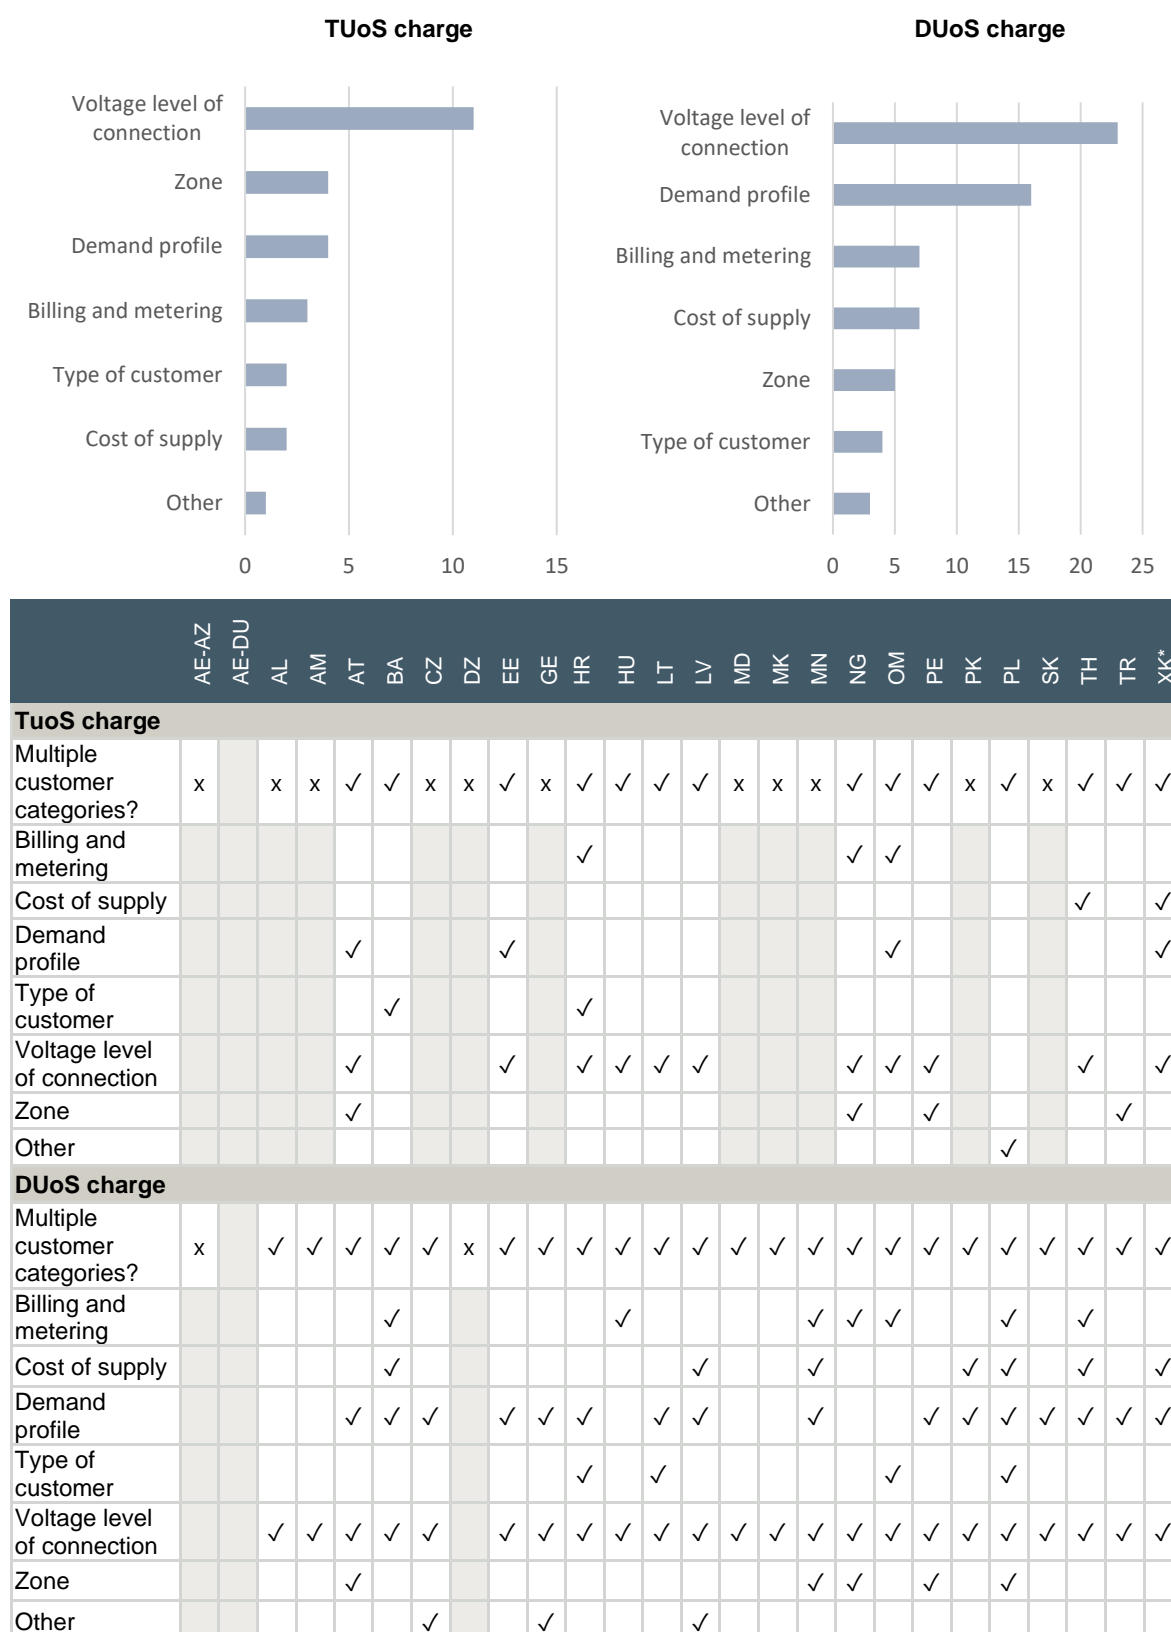 TUoS charge
Voltage level of
connection
Zone
Demand profile
Billing and metering
Type of customer
Cost of supply
Other
0 5 10 15
DUoS charge
Voltage level of
connection
Demand profile
Billing and metering
Cost of supply
Zone
Type of customer
Other
0 5 10 15 20 25
AE-AZ AE-DU AL AM AT BA CZ DZ EE GE HR HU LT LV MD MK MN NG OM PE PK PL SK TH TR XK*
TuoS charge
Multiple
customer
categories?
x x x ✓ ✓ x x ✓ x ✓ ✓ ✓ ✓ x x x ✓ ✓ ✓ x ✓ x ✓ ✓ ✓
Billing and
metering
✓ ✓ ✓
Cost of supply ✓ ✓
Demand
profile
✓ ✓ ✓ ✓
Type of
customer
✓ ✓
Voltage level
of connection
✓ ✓ ✓ ✓ ✓ ✓ ✓ ✓ ✓ ✓ ✓
Zone ✓ ✓ ✓ ✓
Other ✓
DUoS charge
Multiple
customer
categories?
x ✓ ✓ ✓ ✓ ✓ x ✓ ✓ ✓ ✓ ✓ ✓ ✓ ✓ ✓ ✓ ✓ ✓ ✓ ✓ ✓ ✓ ✓ ✓
Billing and
metering
✓ ✓ ✓ ✓ ✓ ✓ ✓
Cost of supply ✓ ✓ ✓ ✓ ✓ ✓ ✓
Demand
profile
✓ ✓ ✓ ✓ ✓ ✓ ✓ ✓ ✓ ✓ ✓ ✓ ✓ ✓ ✓ ✓
Type of
customer
✓ ✓ ✓ ✓
Voltage level
of connection
✓ ✓ ✓ ✓ ✓ ✓ ✓ ✓ ✓ ✓ ✓ ✓ ✓ ✓ ✓ ✓ ✓ ✓ ✓ ✓ ✓ ✓ ✓
Zone ✓ ✓ ✓ ✓ ✓
Other ✓ ✓ ✓